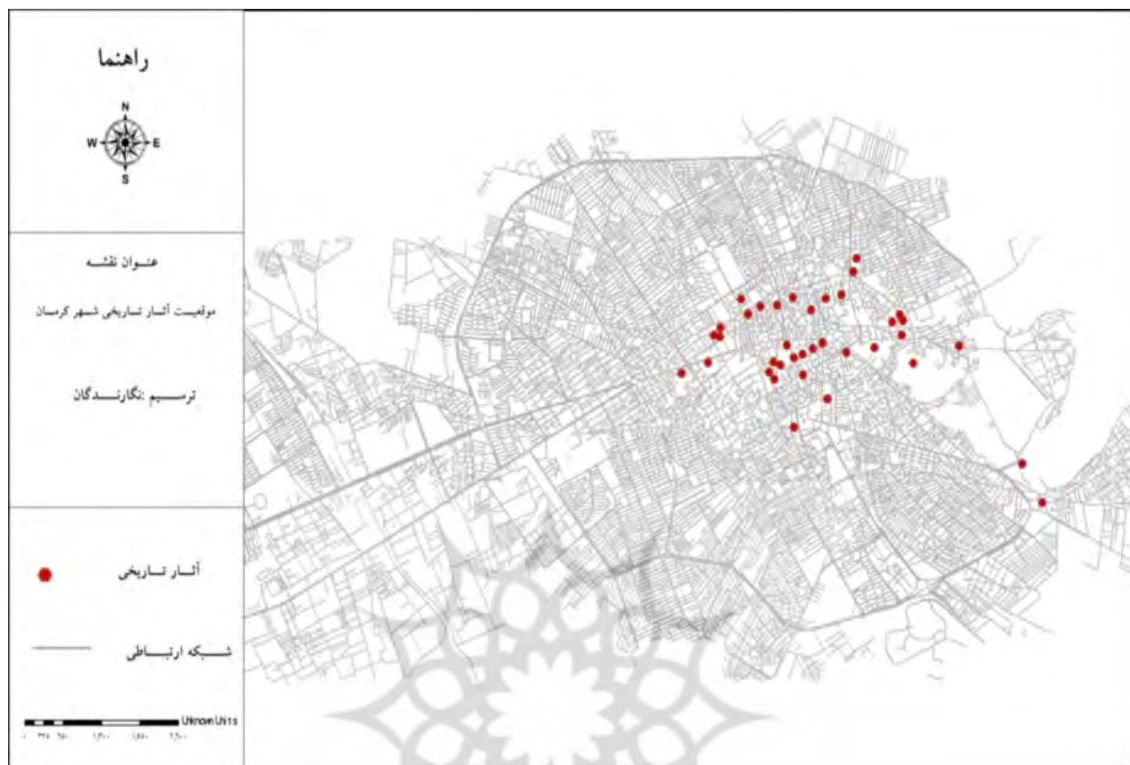 راهنما
N
W E
S
عنوان نقشه
موقعیت آثار تاریخی شهر کرمان
ترسیم :نگارندگان
آثار تاریخی
شبکه ارتباطی
Unknown Units